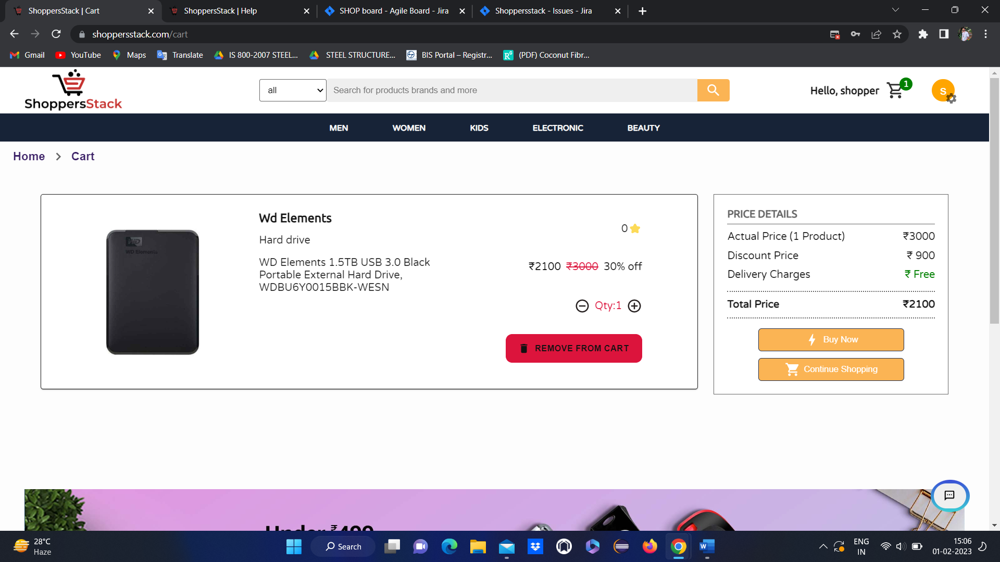 ShoppersStack | Cart
ShoppersStack | Help
SHOP board - Agile Board - Jira
Shoppersstack - Issues - Jira
shoppersstack.com/cart
Gmail
YouTube
Maps
Translate
IS 800-2007 STEEL...
STEEL STRUCTURE...
BIS Portal – Registr...
(PDF) Coconut Fibr...
ShoppersStack
all
Search for products brands and more
Hello, shopper
1
S
MEN
WOMEN
KIDS
ELECTRONIC
BEAUTY
Home
Cart
WD
WD Elements
Wd Elements
Hard drive
WD Elements 1.5TB USB 3.0 Black
Portable External Hard Drive,
WDBU6Y0015BBK-WESN
0
₹2100 ₹3000 30% off
Qty:1
REMOVE FROM CART
PRICE DETAILS
Actual Price (1 Product) ₹3000
Discount Price ₹ 900
Delivery Charges ₹ Free
Total Price ₹2100
Buy Now
Continue Shopping
Under ₹499
28°C
Haze
Search
ENG
IN
15:06
01-02-2023